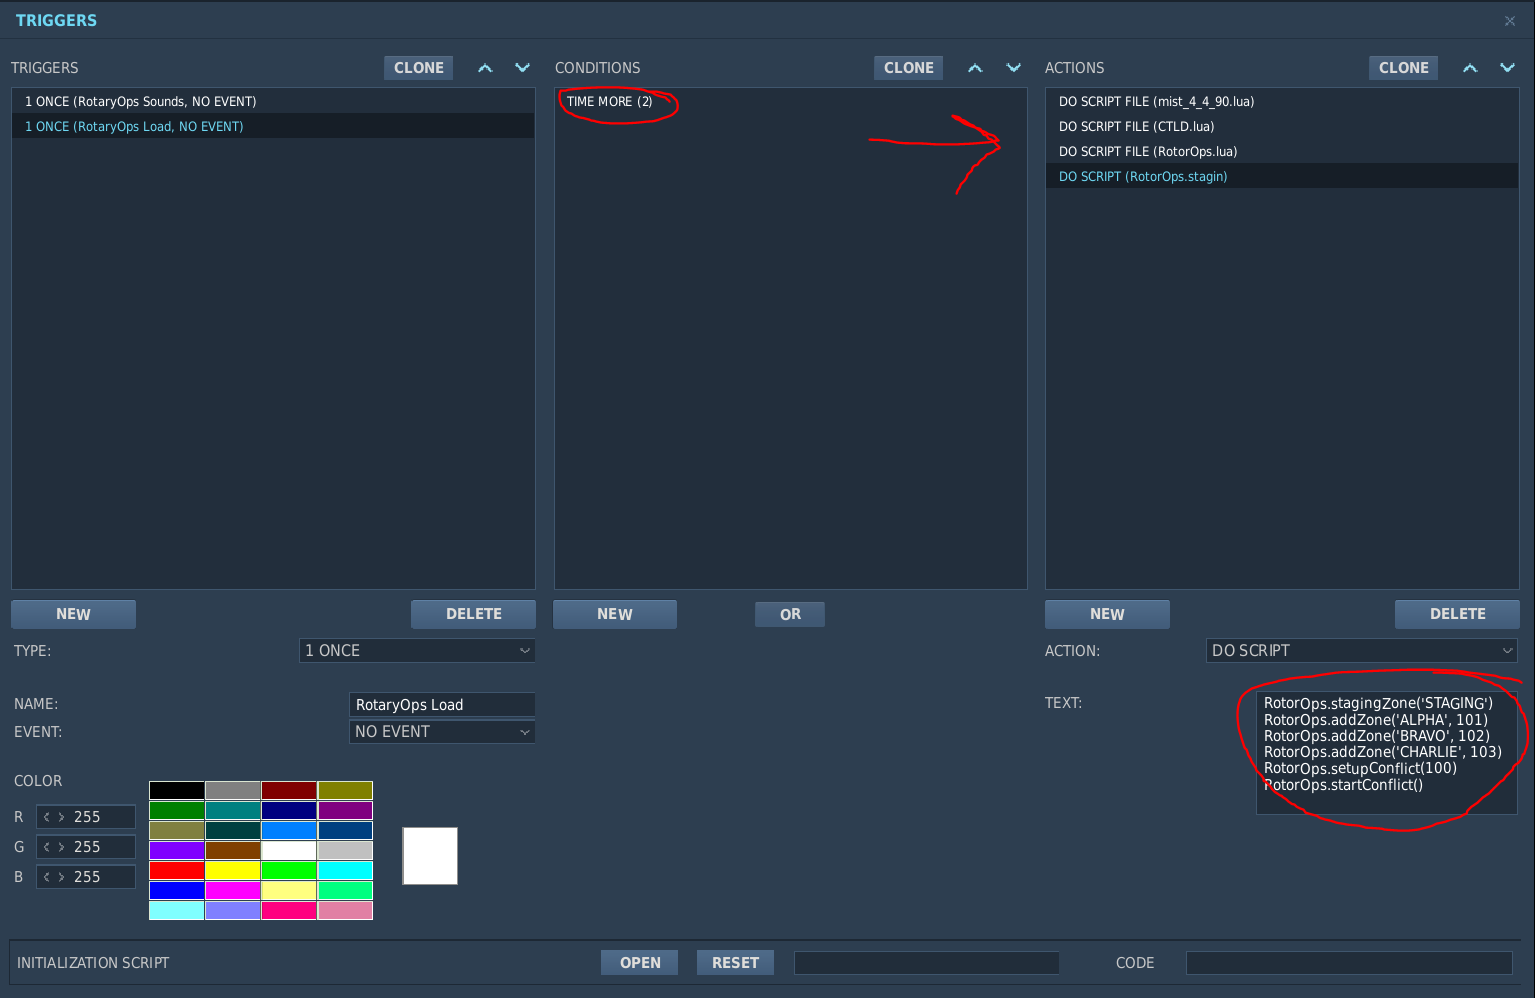 TRIGGERS
TRIGGERS CLONE
CONDITIONS CLONE
ACTIONS CLONE
1 ONCE (RotaryOps Sounds, NO EVENT)
1 ONCE (RotaryOps Load, NO EVENT)
TIME MORE (2)
DO SCRIPT FILE (mist_4_4_90.lua)
DO SCRIPT FILE (CTLD.lua)
DO SCRIPT FILE (RotorOps.lua)
DO SCRIPT (RotorOps.stagin)
NEW DELETE
NEW OR
NEW DELETE
TYPE: 1 ONCE
NAME: RotaryOps Load
EVENT: NO EVENT
COLOR
R 255
G 255
B 255
ACTION: DO SCRIPT
TEXT:
RotorOps.stagingZone('STAGING')
RotorOps.addZone('ALPHA', 101)
RotorOps.addZone('BRAVO', 102)
RotorOps.addZone('CHARLIE', 103)
RotorOps.setupConflict(100)
RotorOps.startConflict()
INITIALIZATION SCRIPT OPEN RESET CODE